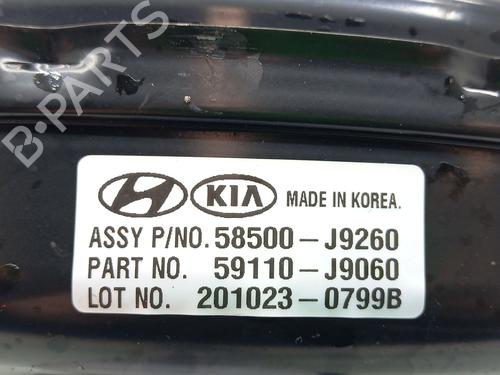 B-PARTS
KIA MADE IN KOREA.
ASSY P/NO. 58500-J9260
PART NO. 59110-J9060
LOT NO. 201023-0799B